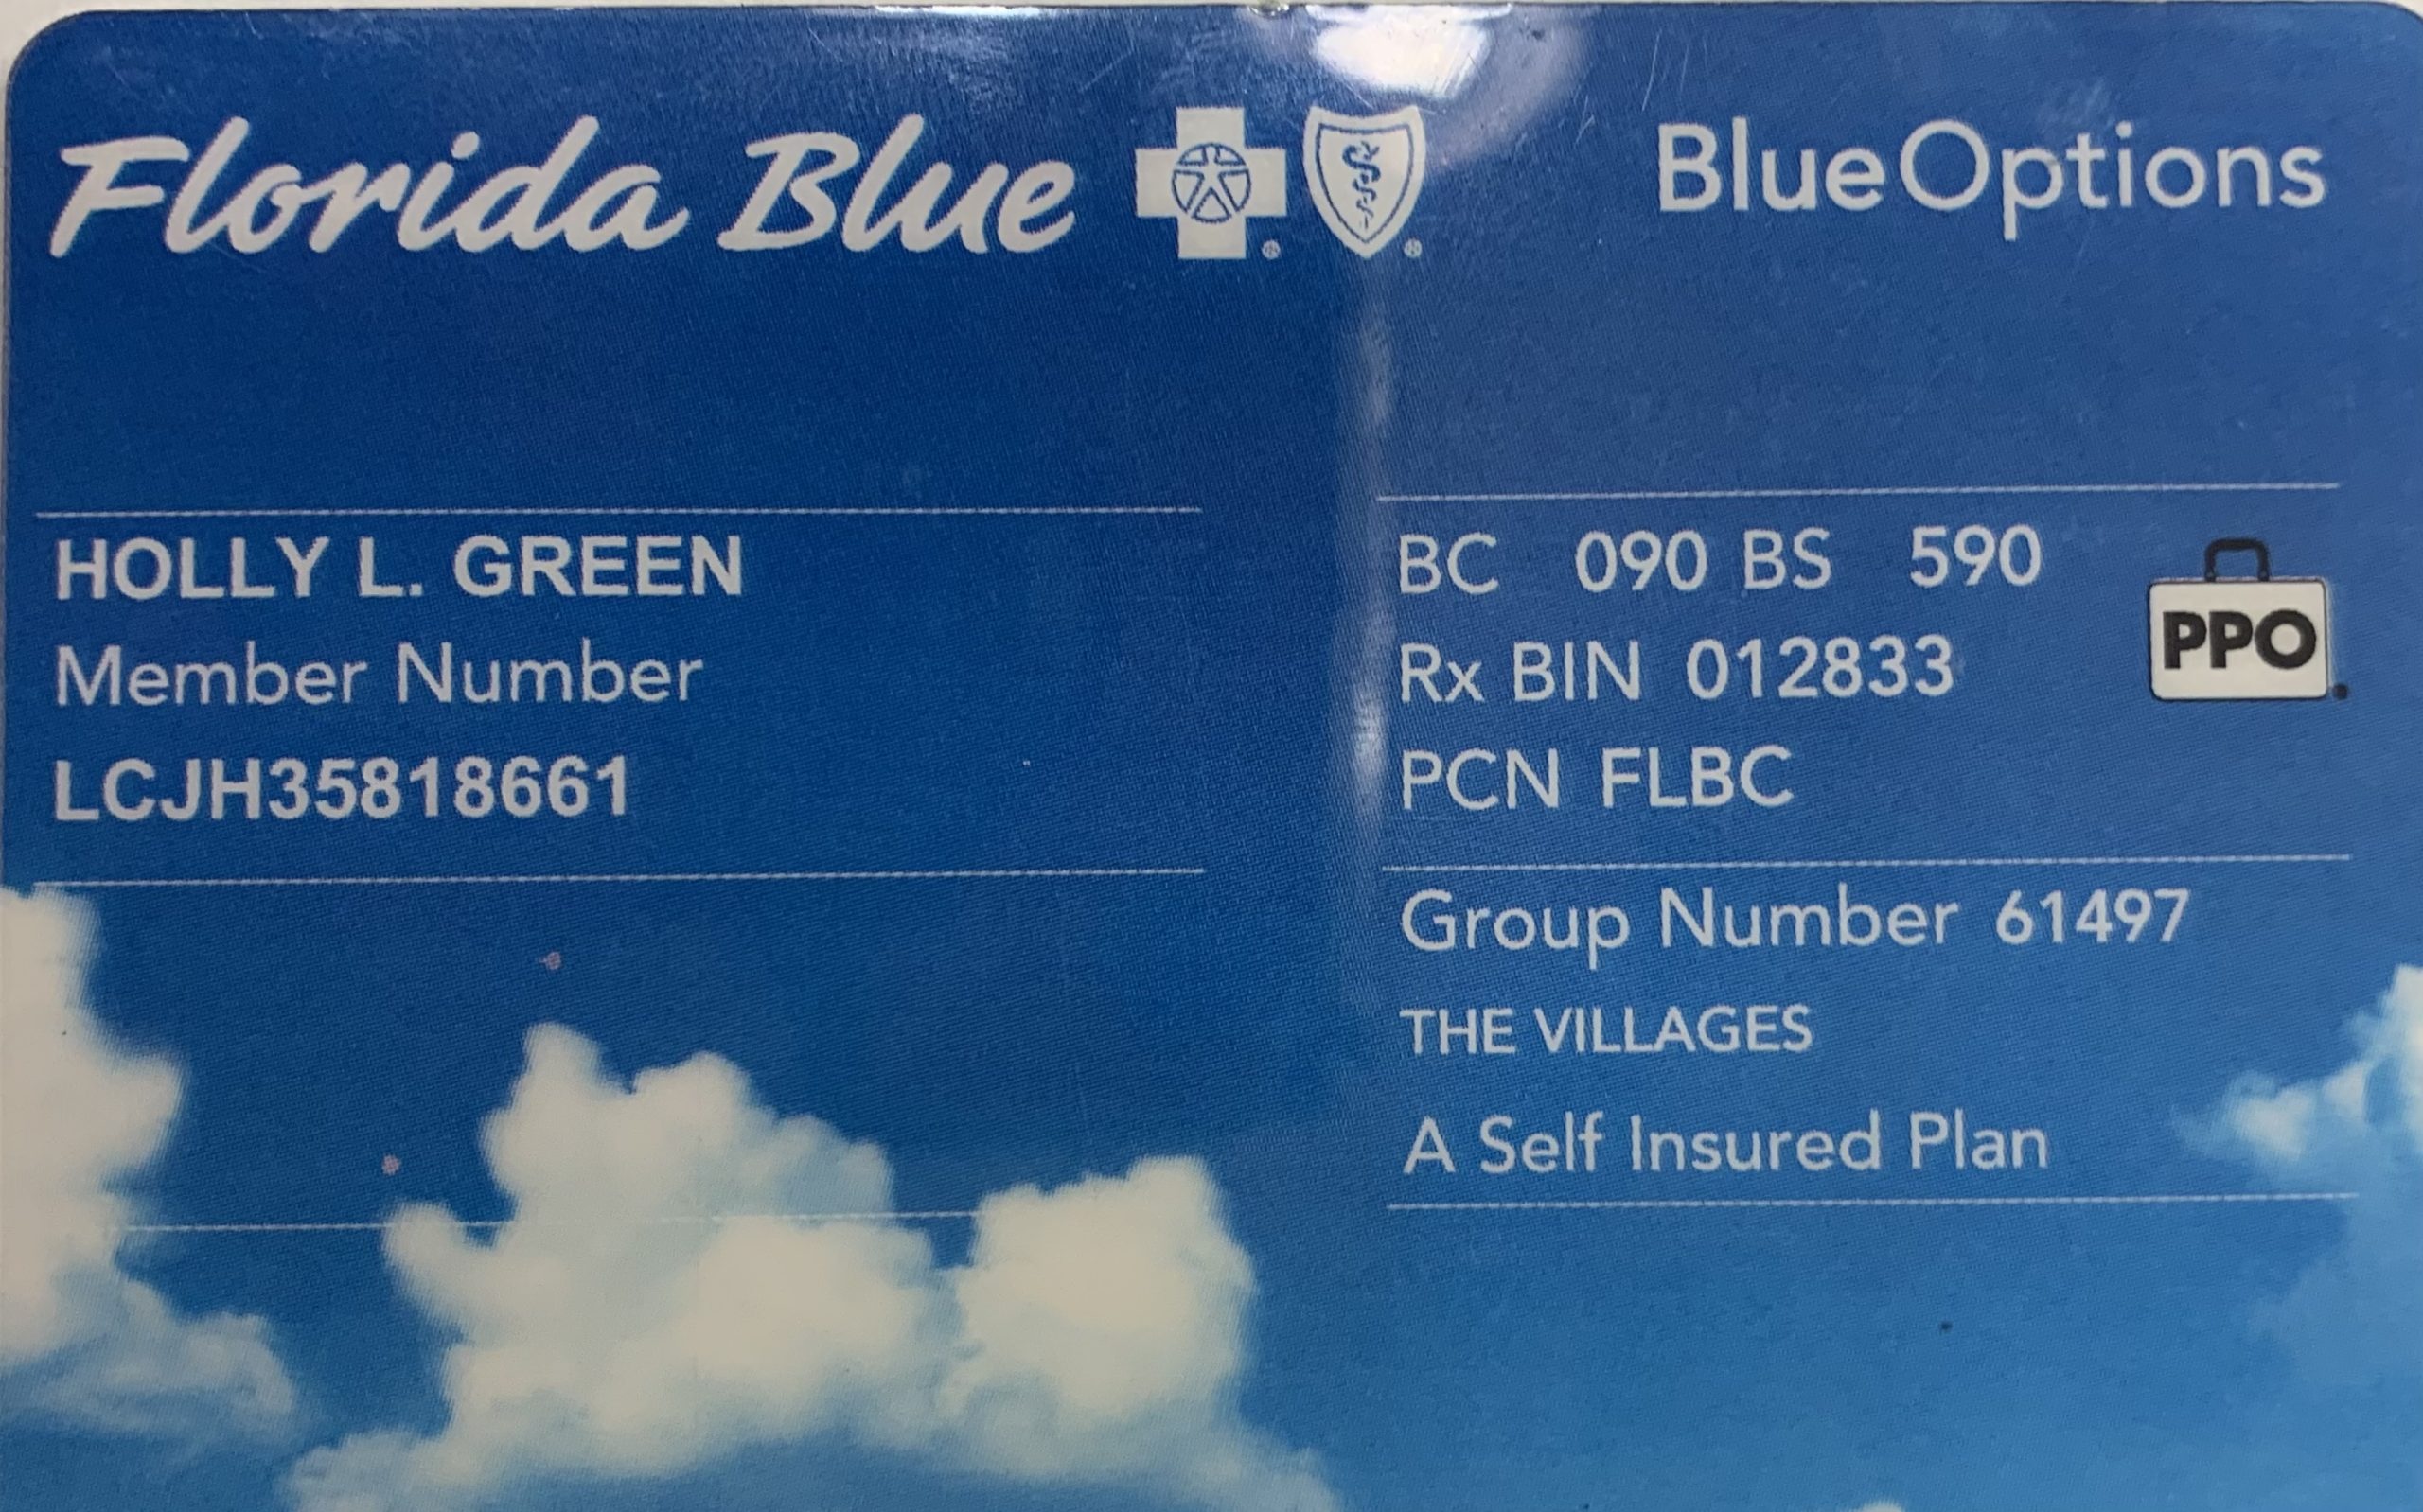 Florida Blue
BlueOptions
HOLLY L. GREEN
Member Number
LCJH35818661
BC 090 BS 590
Rx BIN 012833
PCN FLBC
PPO
Group Number 61497
THE VILLAGES
A Self Insured Plan